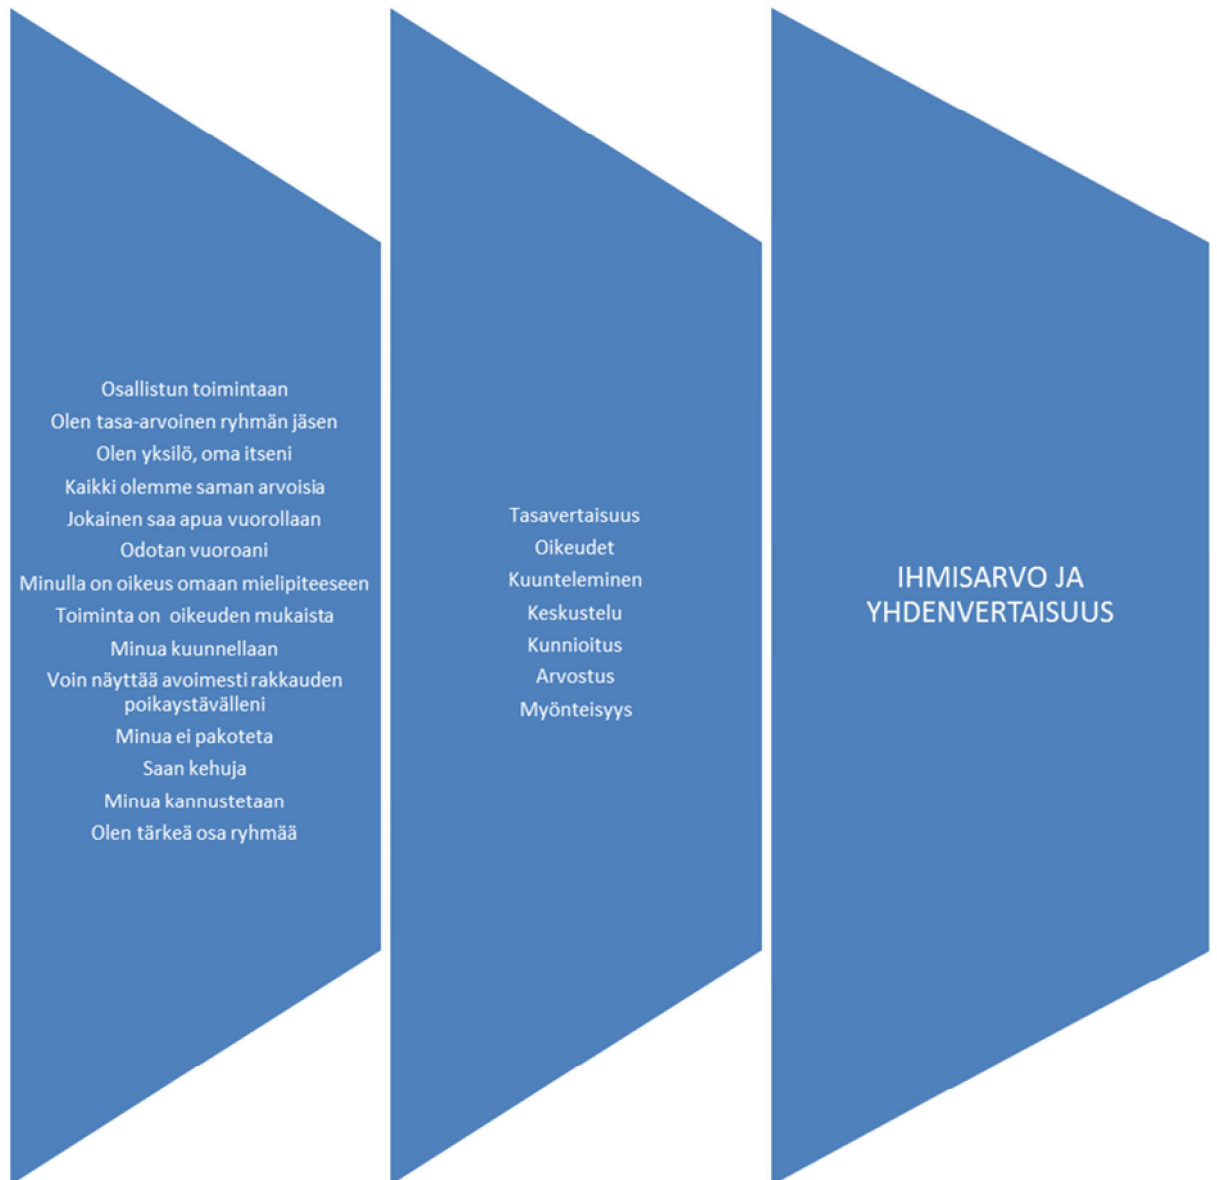 Osallistun toimintaan
Olen tasa-arvoinen ryhmän jäsen
Olen yksilö, oma itseni
Kaikki olemme saman arvoisia
Jokainen saa apua vuorollaan
Odotan vuoroani
Minulla on oikeus omaan mielipiteeseen
Toiminta on oikeuden mukaista
Minua kuunnellaan
Voin näyttää avoimesti rakkauden
poikaystävälleni
Minua ei pakoteta
Saan kehuja
Minua kannustetaan
Olen tärkeä osa ryhmää
Tasavertaisuus
Oikeudet
Kuunteleminen
Keskustelu
Kunnioitus
Arvostus
Myönteisyys
IHMISARVO JA
YHDENVERTAISUUS